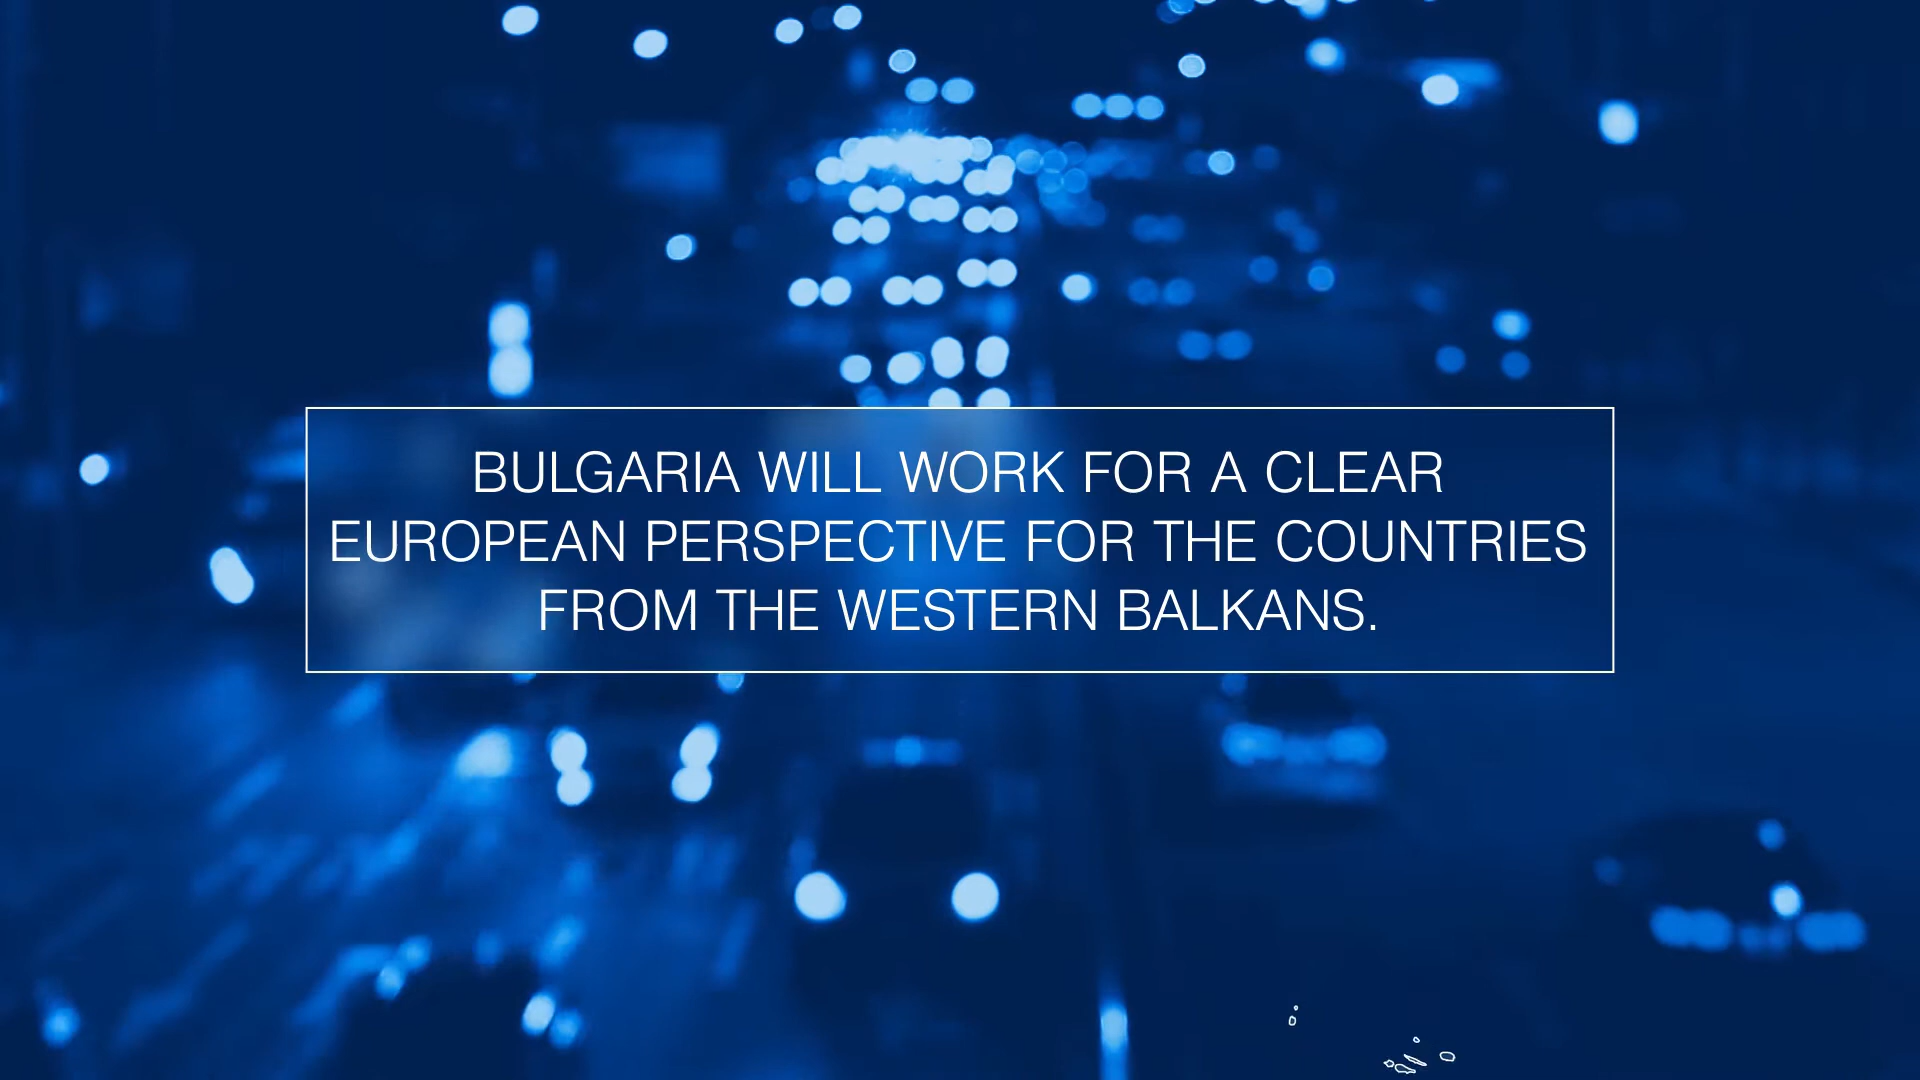 BULGARIA WILL WORK FOR A CLEAR
EUROPEAN PERSPECTIVE FOR THE COUNTRIES
FROM THE WESTERN BALKANS.